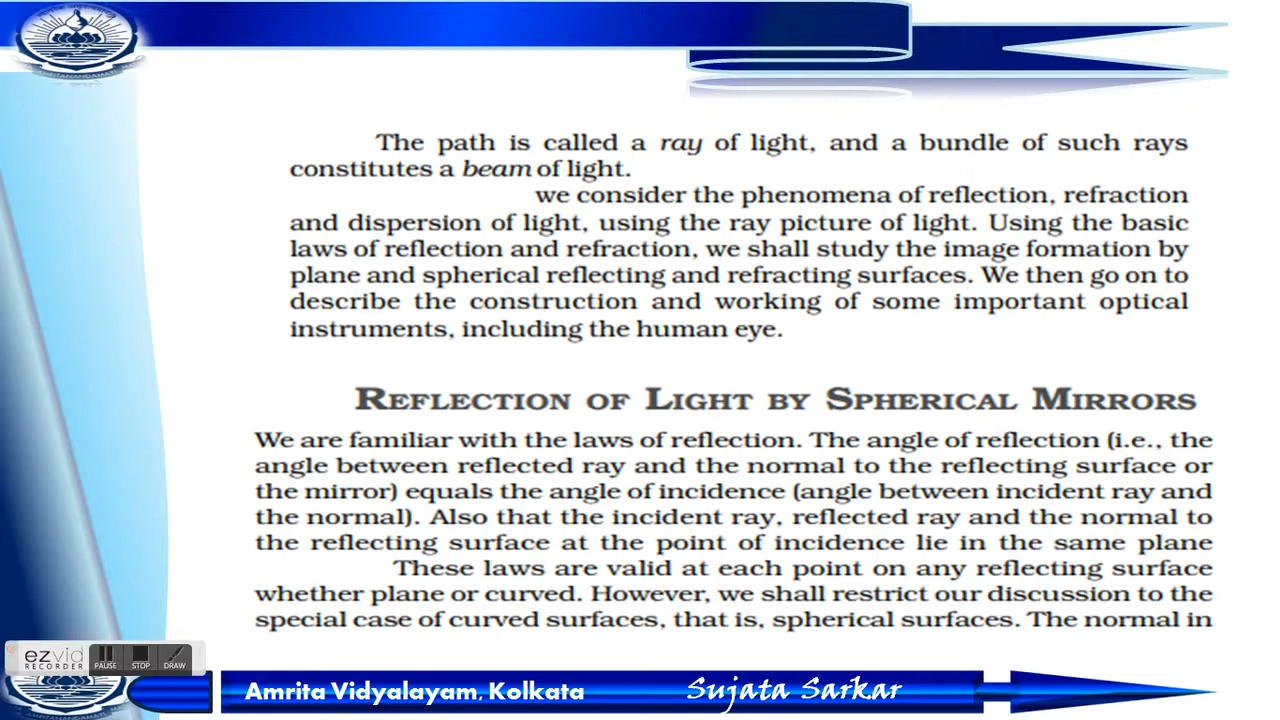 The path is called a ray of light, and a bundle of such rays
constitutes a beam of light.
we consider the phenomena of reflection, refraction
and dispersion of light, using the ray picture of light. Using the basic
laws of reflection and refraction, we shall study the image formation by
plane and spherical reflecting and refracting surfaces. We then go on to
describe the construction and working of some important optical
instruments, including the human eye.
REFLECTION OF LIGHT BY SPHERICAL MIRRORS
We are familiar with the laws of reflection. The angle of reflection (i.e., the
angle between reflected ray and the normal to the reflecting surface or
the mirror) equals the angle of incidence (angle between incident ray and
the normal). Also that the incident ray, reflected ray and the normal to
the reflecting surface at the point of incidence lie in the same plane
These laws are valid at each point on any reflecting surface
whether plane or curved. However, we shall restrict our discussion to the
special case of curved surfaces, that is, spherical surfaces. The normal in
ezvid
RECORDER
PAUSE
STOP
DRAW
Amrita Vidyalayam, Kolkata
Sujata Sarkar